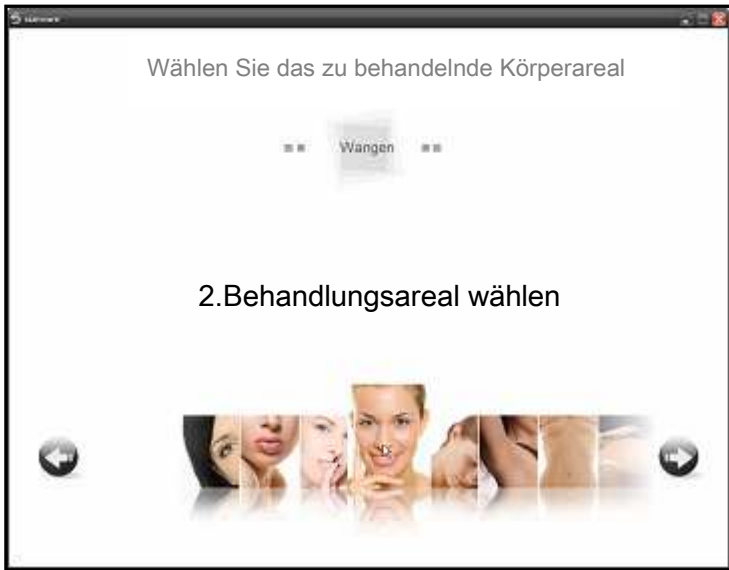 Wählen Sie das zu behandelnde Körperareal
Wangen
2.Behandlungsareal wählen